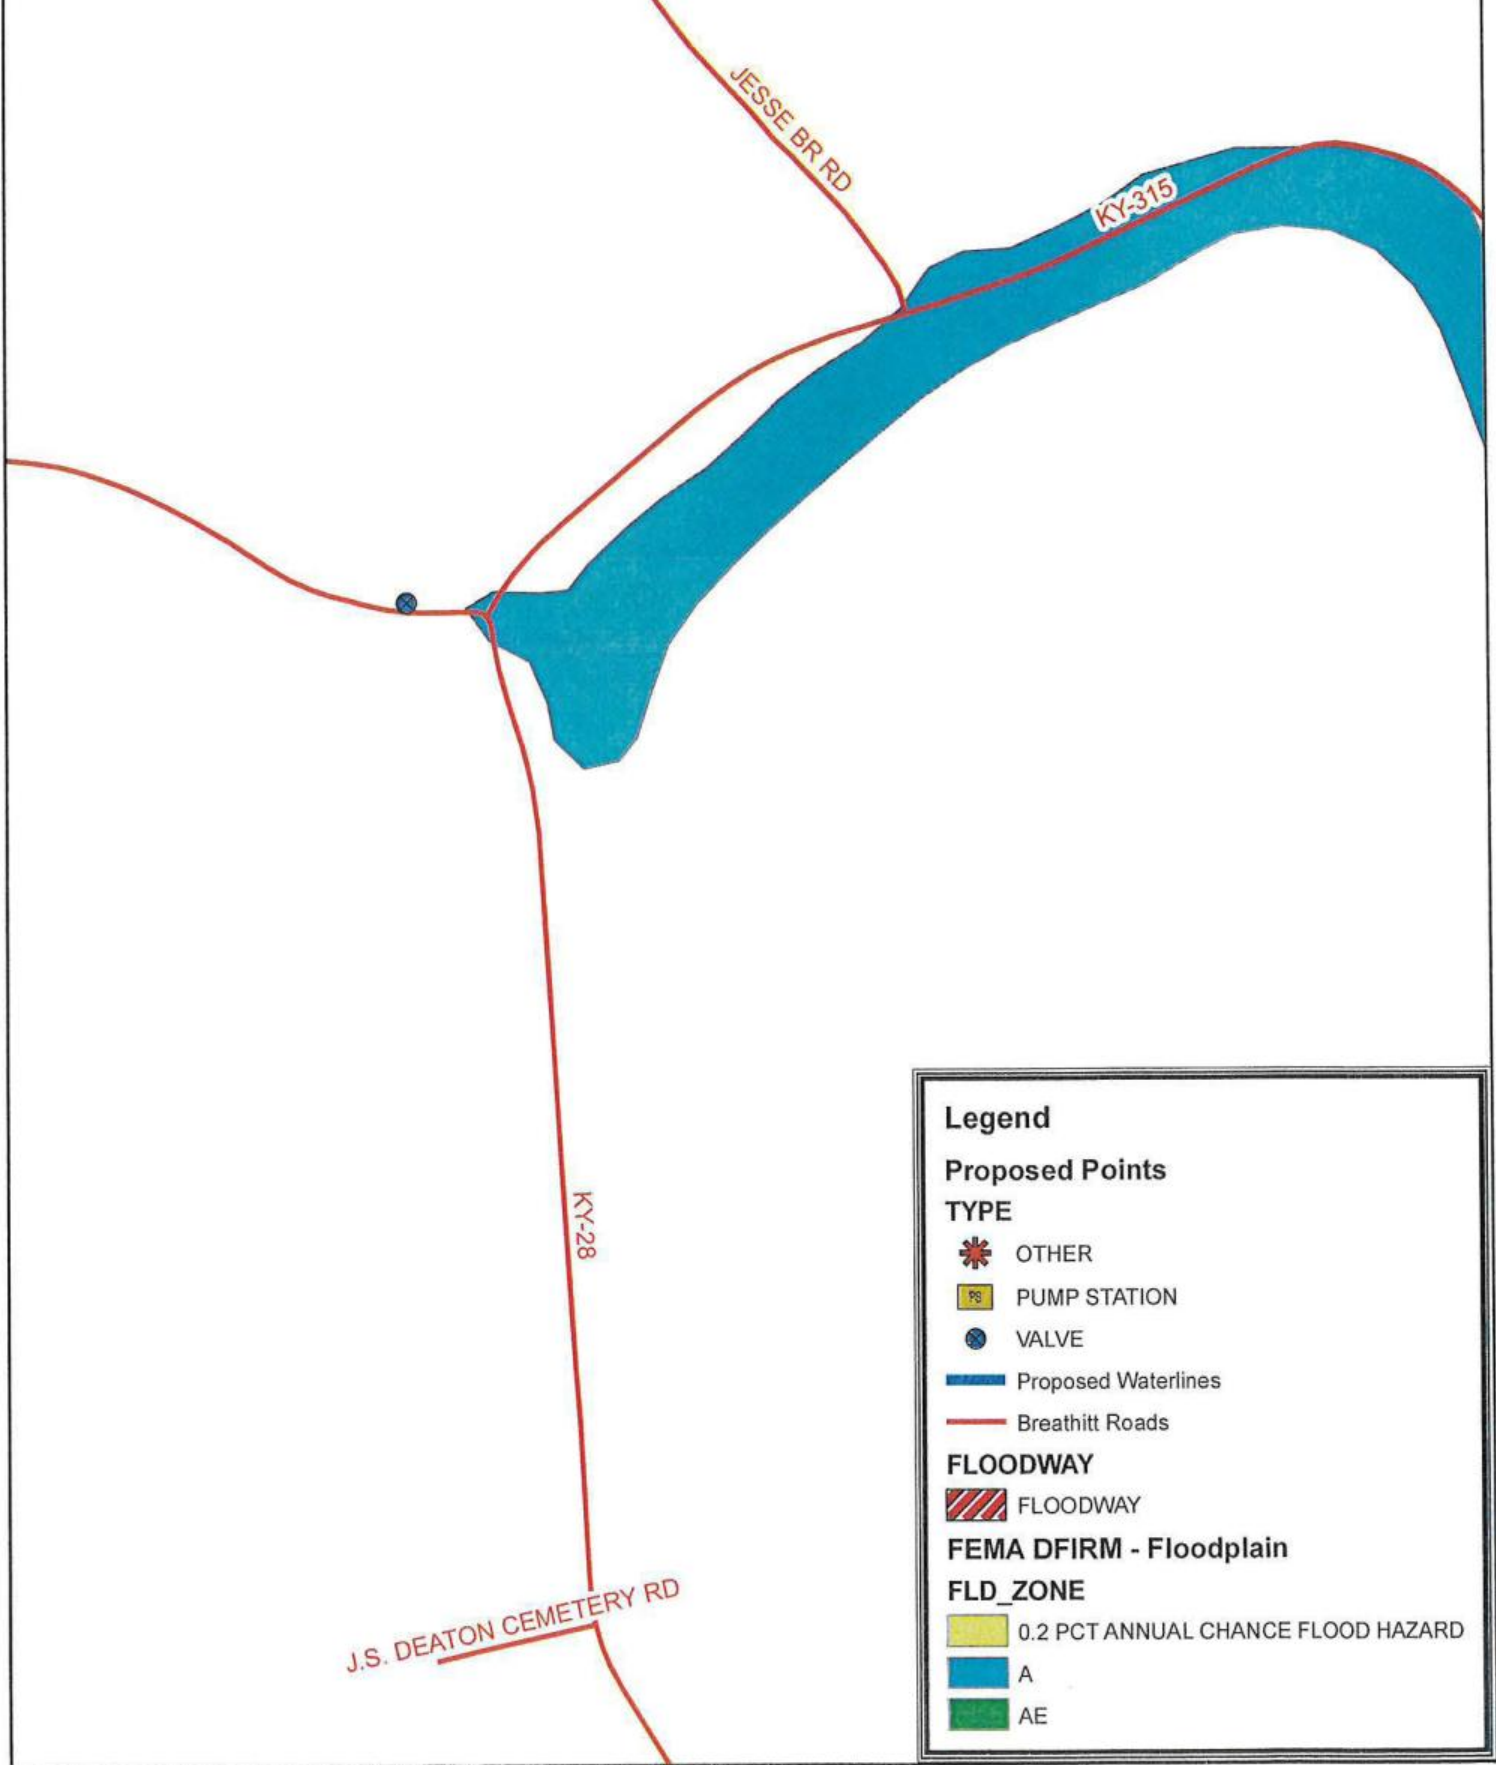 JESSE BR RD
KY-315
KY-28
J.S. DEATON CEMETERY RD
Legend
Proposed Points
TYPE
OTHER
PS
PUMP STATION
VALVE
Proposed Waterlines
Breathitt Roads
FLOODWAY
FLOODWAY
FEMA DFIRM - Floodplain
FLD_ZONE
0.2 PCT ANNUAL CHANCE FLOOD HAZARD
A
AE